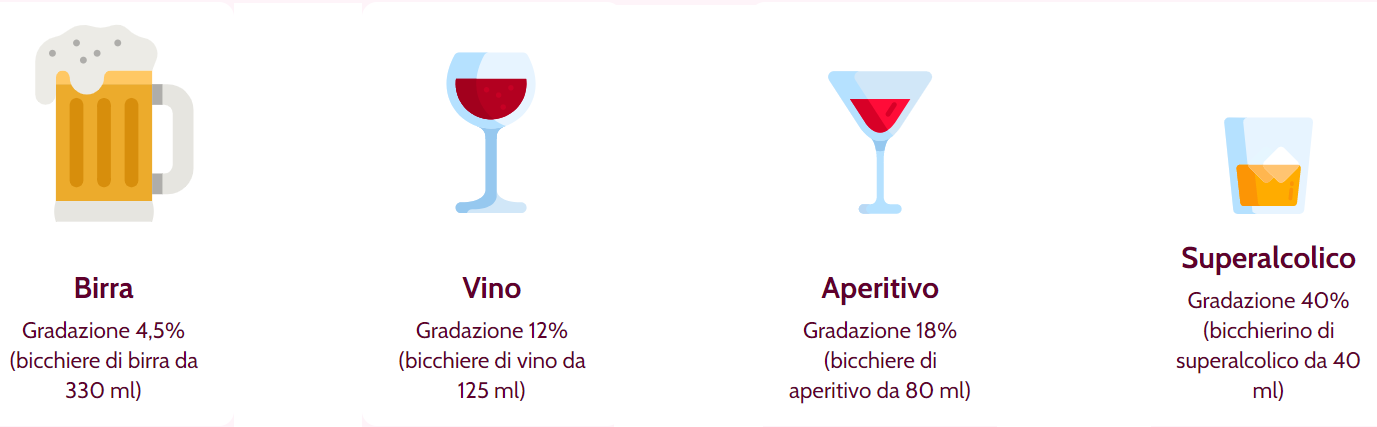 Birra
Gradazione 4,5%
(bicchiere di birra da
330 ml)
Vino
Gradazione 12%
(bicchiere di vino da
125 ml)
Aperitivo
Gradazione 18%
(bicchiere di
aperitivo da 80 ml)
Superalcolico
Gradazione 40%
(bicchierino di
superalcolico da 40
ml)